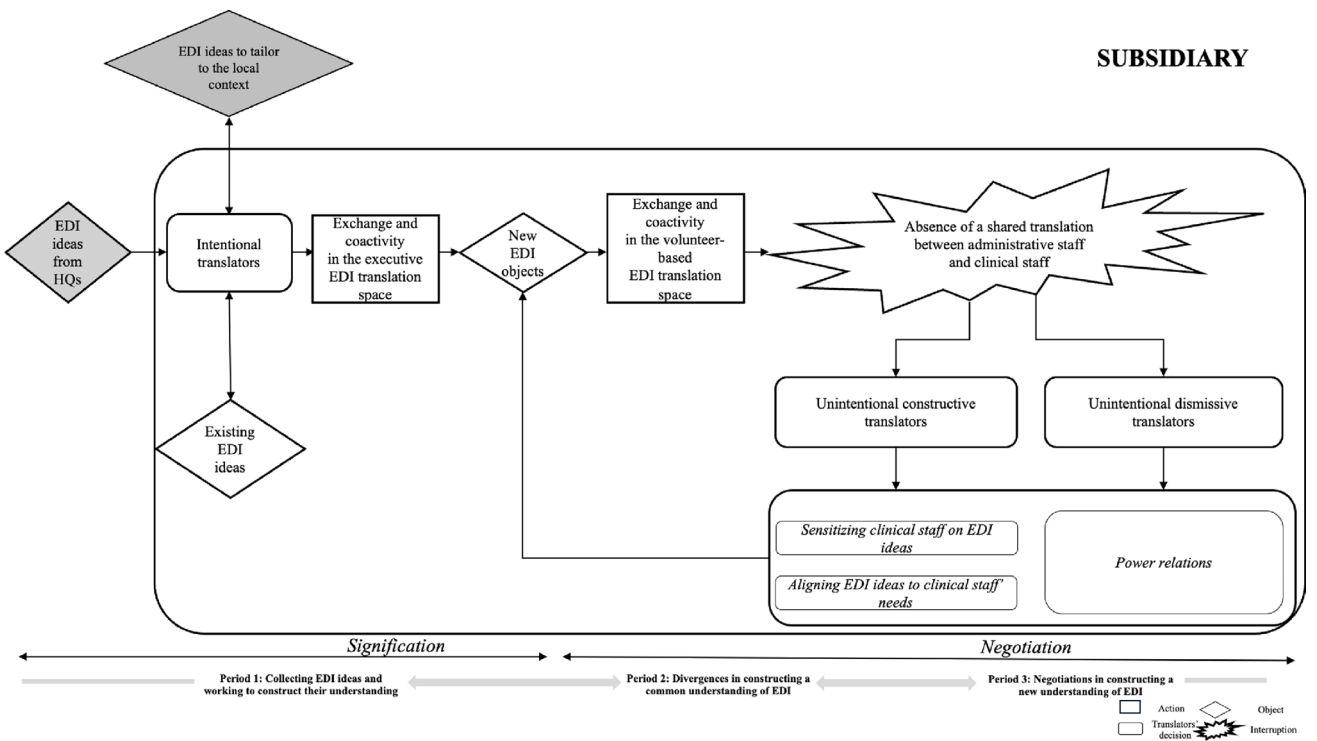 EDI ideas to tailor
to the local
context
SUBSIDIARY
EDI
ideas
from
HQs
Intentional
translators
Exchange and
coactivity
in the executive
EDI translation
space
New
EDI
objects
Exchange and
coactivity
in the volunteer-
based
EDI translation
space
Absence of a shared translation
between administrative staff
and clinical staff
Existing
EDI
ideas
Unintentional constructive
translators
Unintentional dismissive
translators
Sensitizing clinical staff on EDI
ideas
Aligning EDI ideas to clinical staff'
needs
Power relations
Signification
Negotiation
Period 1: Collecting EDI ideas and
working to construct their understanding
Period 2: Divergences in constructing a
common understanding of EDI
Period 3: Negotiations in constructing a
new understanding of EDI
Action
Object
Translators'
decision
Interruption